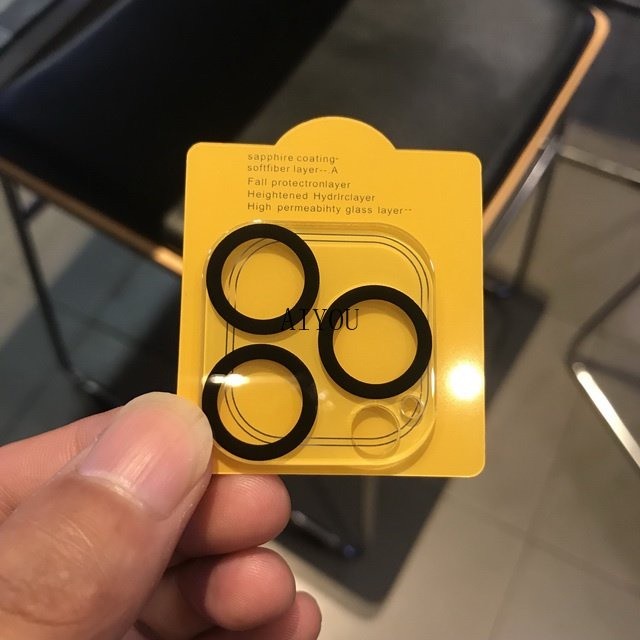 sapphire coating-
softfiber layer--.A
Fall protectronlayer
Heightened Hydrlrclayer
High permeabihty glass layer--
AIYOU